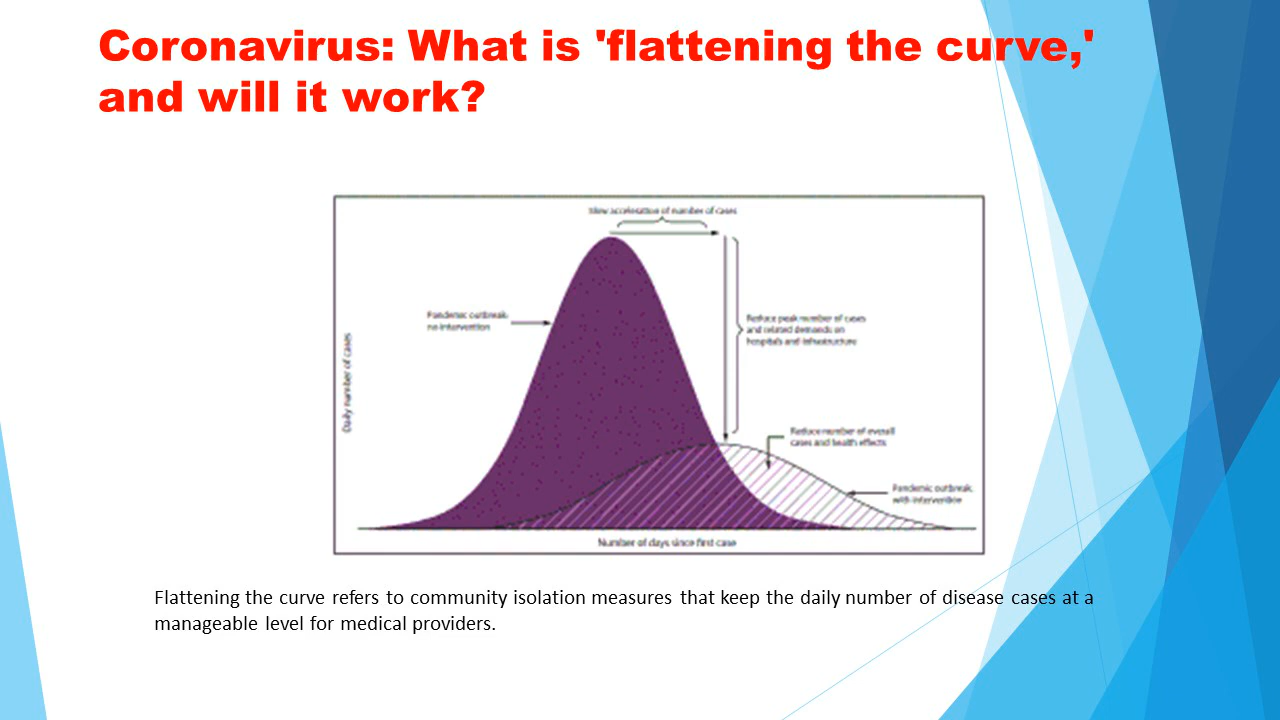 Coronavirus: What is 'flattening the curve,'
and will it work?
Slow acceleration of number of cases
Pandemic outbreak:
no intervention
Daily number of cases
Reduce peak number of cases
and related demands on
hospitals and infrastructure
Reduce number of overall
cases and health effects
Pandemic outbreak:
with intervention
Number of days since first case
Flattening the curve refers to community isolation measures that keep the daily number of disease cases at a
manageable level for medical providers.